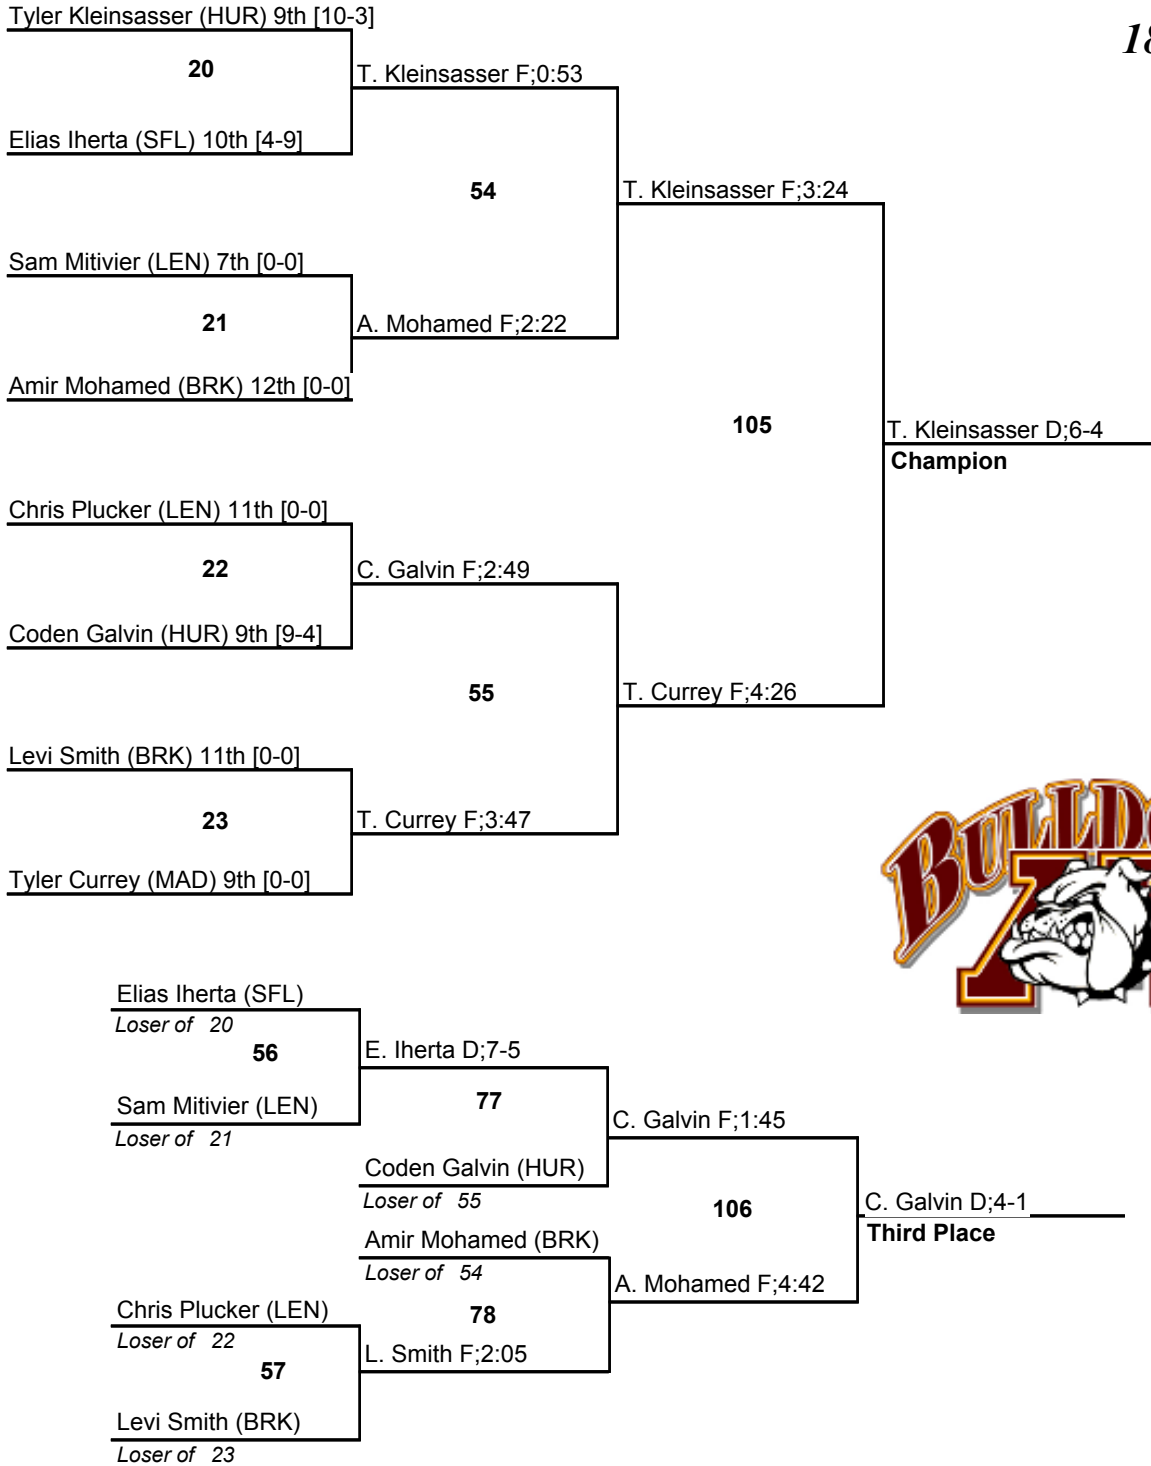 Tyler Kleinsasser (HUR) 9th [10-3]
18
20
T. Kleinsasser F;0:53
Elias Iherta (SFL) 10th [4-9]
54
T. Kleinsasser F;3:24
Sam Mitivier (LEN) 7th [0-0]
21
A. Mohamed F;2:22
Amir Mohamed (BRK) 12th [0-0]
105
T. Kleinsasser D;6-4
Champion
Chris Plucker (LEN) 11th [0-0]
22
C. Galvin F;2:49
Coden Galvin (HUR) 9th [9-4]
55
T. Currey F;4:26
Levi Smith (BRK) 11th [0-0]
23
T. Currey F;3:47
Tyler Currey (MAD) 9th [0-0]
BULLD
Elias Iherta (SFL)
Loser of 20
56
E. Iherta D;7-5
Sam Mitivier (LEN)
Loser of 21
77
C. Galvin F;1:45
Coden Galvin (HUR)
Loser of 55
106
C. Galvin D;4-1
Third Place
Amir Mohamed (BRK)
Loser of 54
A. Mohamed F;4:42
Chris Plucker (LEN)
Loser of 22
78
L. Smith F;2:05
57
Levi Smith (BRK)
Loser of 23